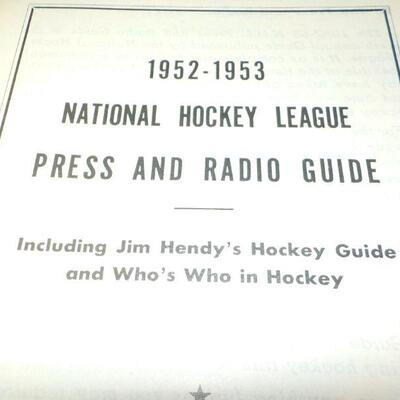 1952-1953
NATIONAL HOCKEY LEAGUE
PRESS AND RADIO GUIDE
Including Jim Hendy's Hockey Guide
and Who's Who in Hockey